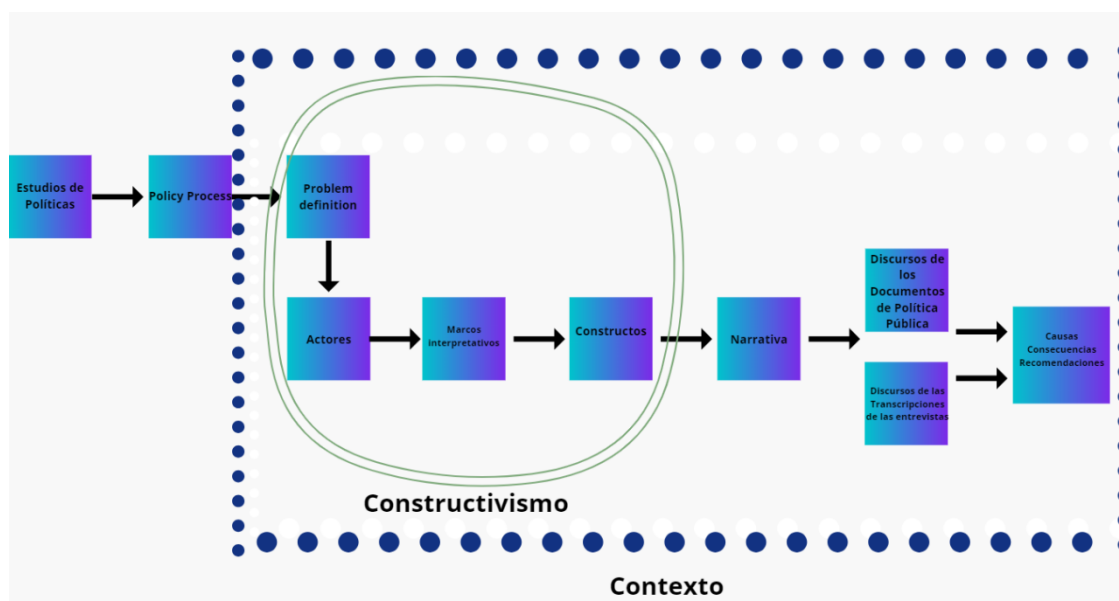 Estudios de
Políticas
Policy Process
Problem
definition
Actores
Marcos
interpretativos
Constructos
Narrativa
Discursos de
los
Documentos
de Política
Pública
Discursos de las
Transcripciones
de las entrevistas
Causas
Consecuencias
Recomendaciones
Constructivismo
Contexto